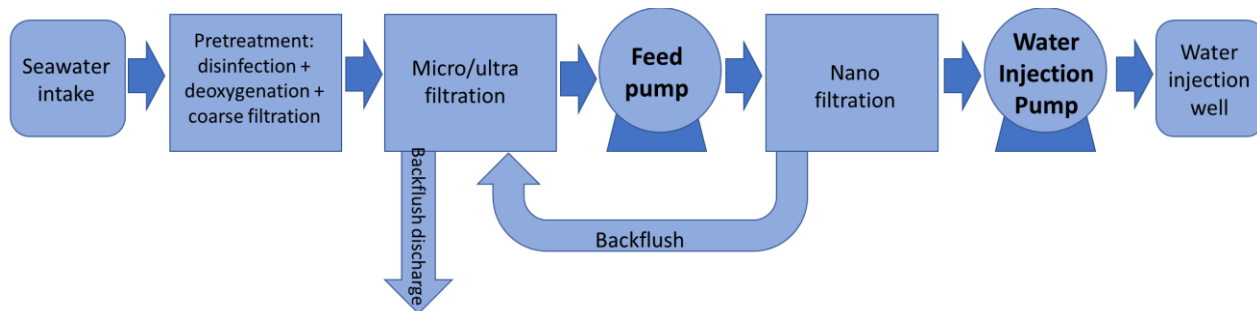 Seawater
intake
Pretreatment:
disinfection +
deoxygenation +
coarse filtration
Micro/ultra
filtration
Feed
pump
Nano
filtration
Water
Injection
Pump
Water
injection
well
Backflush discharge
Backflush